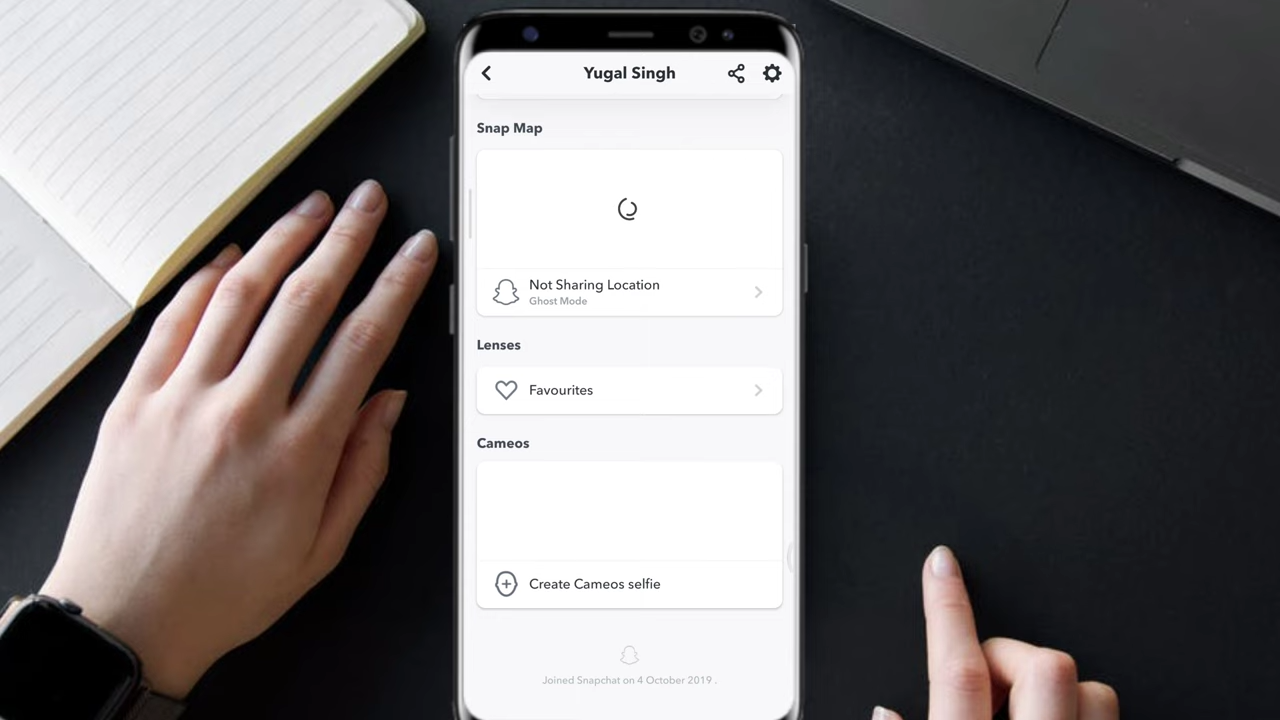 Yugal Singh
Snap Map
Not Sharing Location
Ghost Mode
Lenses
Favourites
Cameos
Create Cameos selfie
Joined Snapchat on 4 October 2019 .